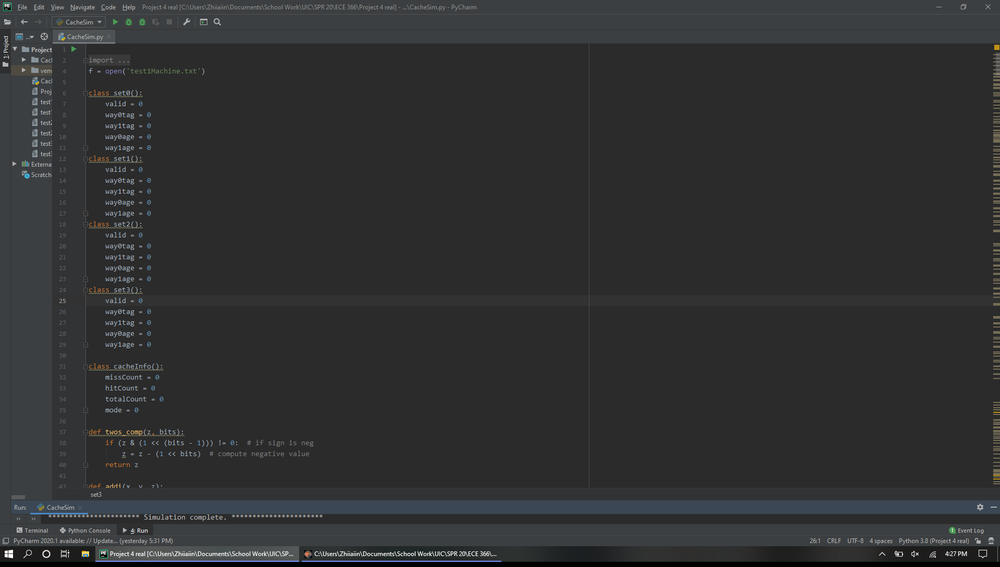 PE File Edit View Navigate Code Help Project 4 real [C:\Users\Zhiiaiin\Documents\School Work\UIC\SPR 20\ECE 366\Project 4 real] - ...\CacheSim.py - PyCharm
CacheSim
1: Project
... CacheSim.py
Project
Cac
venv
Cac
Proj
test
test
test2
test2
test3
test3
Externa
Scratch
1
2 import ...
4 f = open('test1Machine.txt')
5
6 class set0():
7 valid = 0
8 way0tag = 0
9 way1tag = 0
10 way0age = 0
11 way1age = 0
12 class set1():
13 valid = 0
14 way0tag = 0
15 way1tag = 0
16 way0age = 0
17 way1age = 0
18 class set2():
19 valid = 0
20 way0tag = 0
21 way1tag = 0
22 way0age = 0
23 way1age = 0
24 class set3():
25 valid = 0
26 way0tag = 0
27 way1tag = 0
28 way0age = 0
29 way1age = 0
30
31 class cacheInfo():
32 missCount = 0
33 hitCount = 0
34 totalCount = 0
35 mode = 0
36
37 def twos_comp(z, bits):
38 if (z & (1 << (bits - 1))) != 0:  # if sign is neg
39 z = z - (1 << bits)  # compute negative value
40 return z
41
42 def addi(x, y, z):
set3
Run: CacheSim
>> >> ********************** Simulation complete. **********************
Terminal Python Console 4: Run 1 Event Log
PyCharm 2020.1 available: // Update... (yesterday 5:31 PM) 26:1 CRLF UTF-8 4 spaces Python 3.8 (Project 4 real)
PE Project 4 real [C:\Users\Zhiiaiin\Documents\School Work\UIC\SP... C:\Users\Zhiiaiin\Documents\School Work\UIC\SPR 20\ECE 366\... 4:27 PM